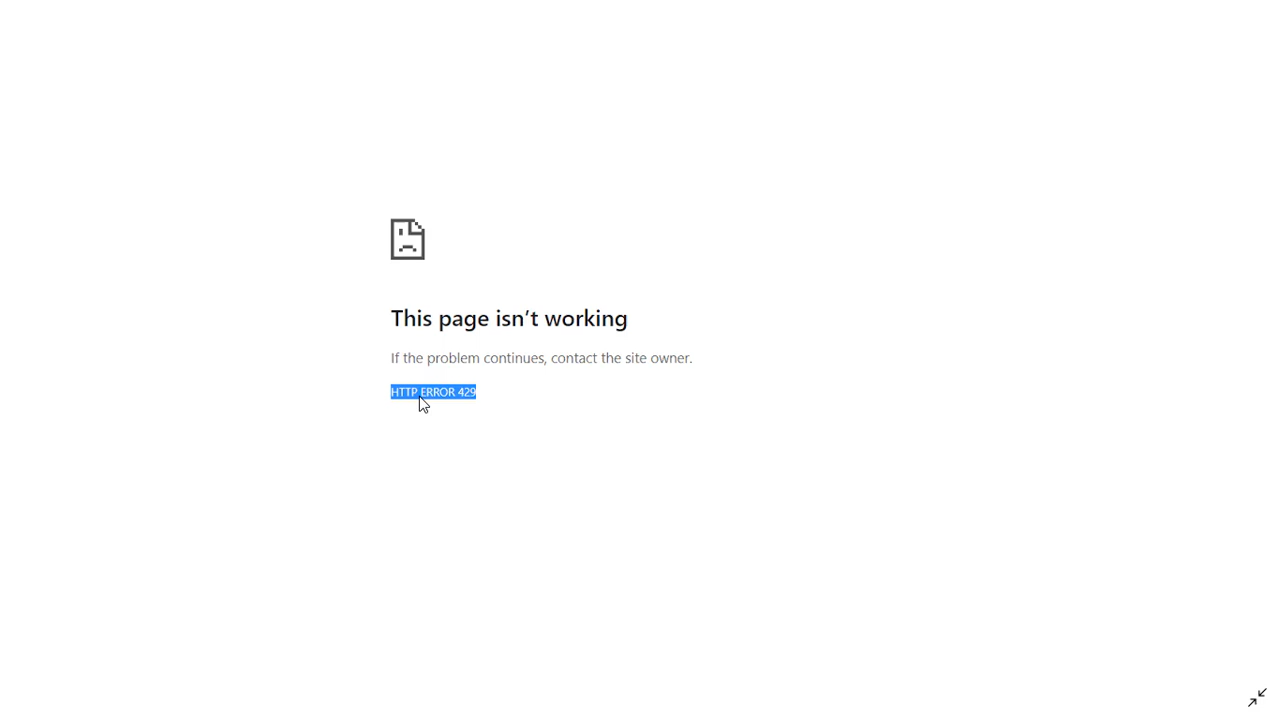 This page isn’t working
If the problem continues, contact the site owner.
HTTP ERROR 429